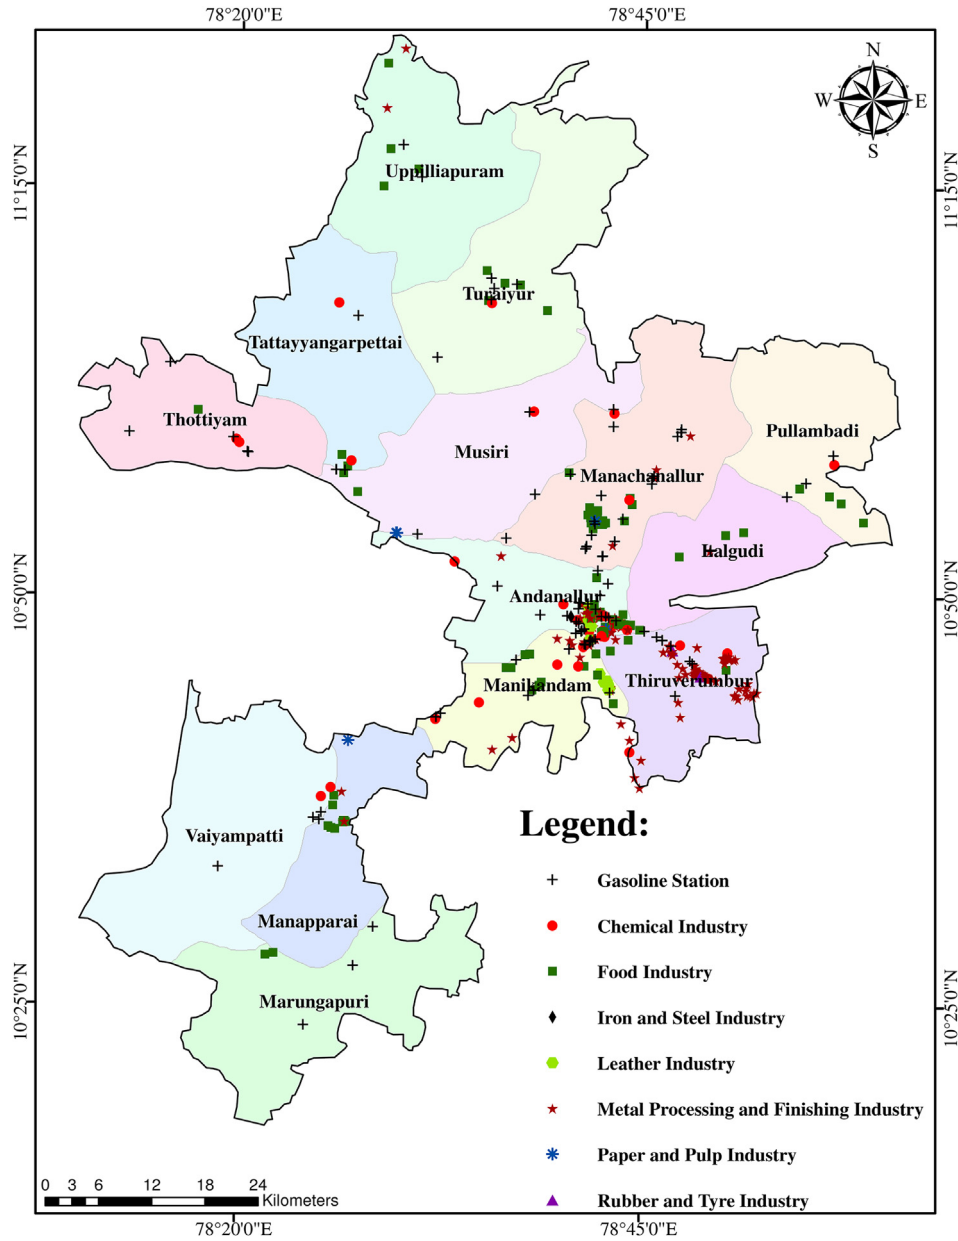 78°20'0"E 78°45'0"E
N
W E
S
11°15'0"N 11°15'0"N
Uppilliapuram
Turaiyur
Tattayyangarpettai
Thottiyam
Pullambadi
Musiri
Manachanallur
Lalgudi
10°50'0"N 10°50'0"N
Andanallur
Manikandam
Thiruverumbur
Legend:
Vaiyampatti
Gasoline Station
Manapparai
Chemical Industry
Food Industry
Marungapuri
10°25'0"N 10°25'0"N
Iron and Steel Industry
Leather Industry
Metal Processing and Finishing Industry
Paper and Pulp Industry
0 3 6 12 18 24
Kilometers
Rubber and Tyre Industry
78°20'0"E 78°45'0"E